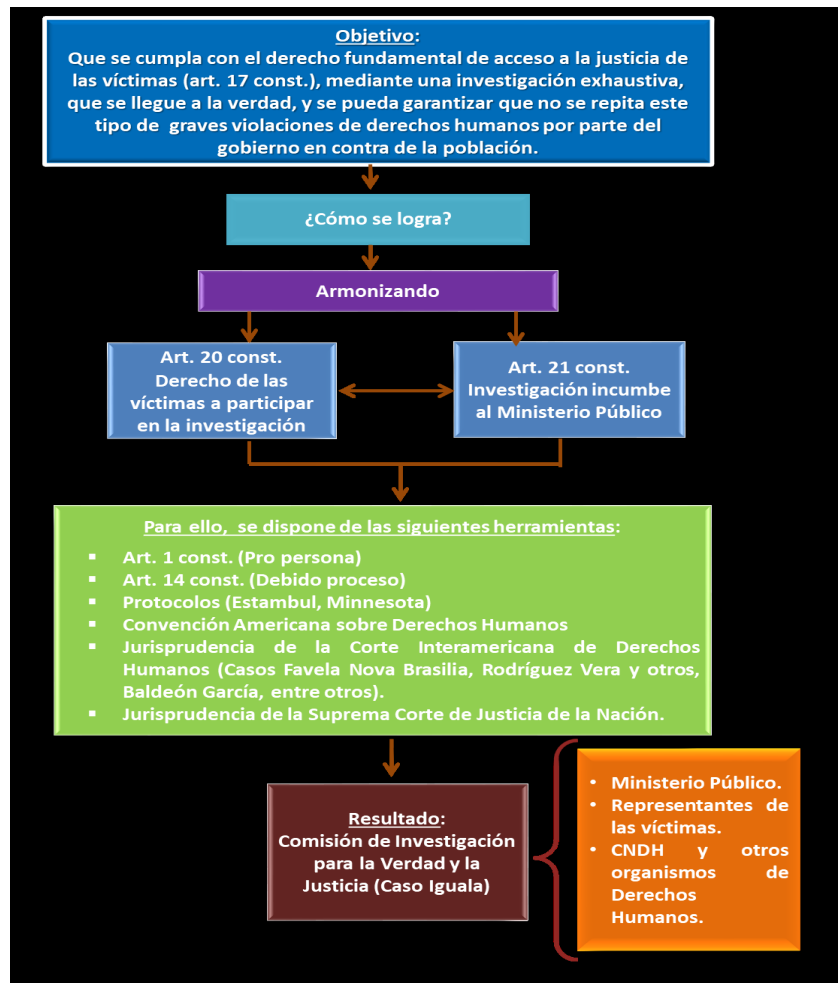 Objetivo:
Que se cumpla con el derecho fundamental de acceso a la justicia de
las víctimas (art. 17 const.), mediante una investigación exhaustiva,
que se llegue a la verdad, y se pueda garantizar que no se repita este
tipo de graves violaciones de derechos humanos por parte del
gobierno en contra de la población.
¿Cómo se logra?
Armonizando
Art. 20 const.
Derecho de las
víctimas a participar
en la investigación
Art. 21 const.
Investigación incumbe
al Ministerio Público
Para ello, se dispone de las siguientes herramientas:
▪ Art. 1 const. (Pro persona)
▪ Art. 14 const. (Debido proceso)
▪ Protocolos (Estambul, Minnesota)
▪ Convención Americana sobre Derechos Humanos
▪ Jurisprudencia de la Corte Interamericana de Derechos
Humanos (Casos Favela Nova Brasilia, Rodríguez Vera y otros,
Baldeón García, entre otros).
▪ Jurisprudencia de la Suprema Corte de Justicia de la Nación.
Resultado:
Comisión de Investigación
para la Verdad y la
Justicia (Caso Iguala)
• Ministerio Público.
• Representantes de
las víctimas.
• CNDH y otros
organismos de
Derechos
Humanos.